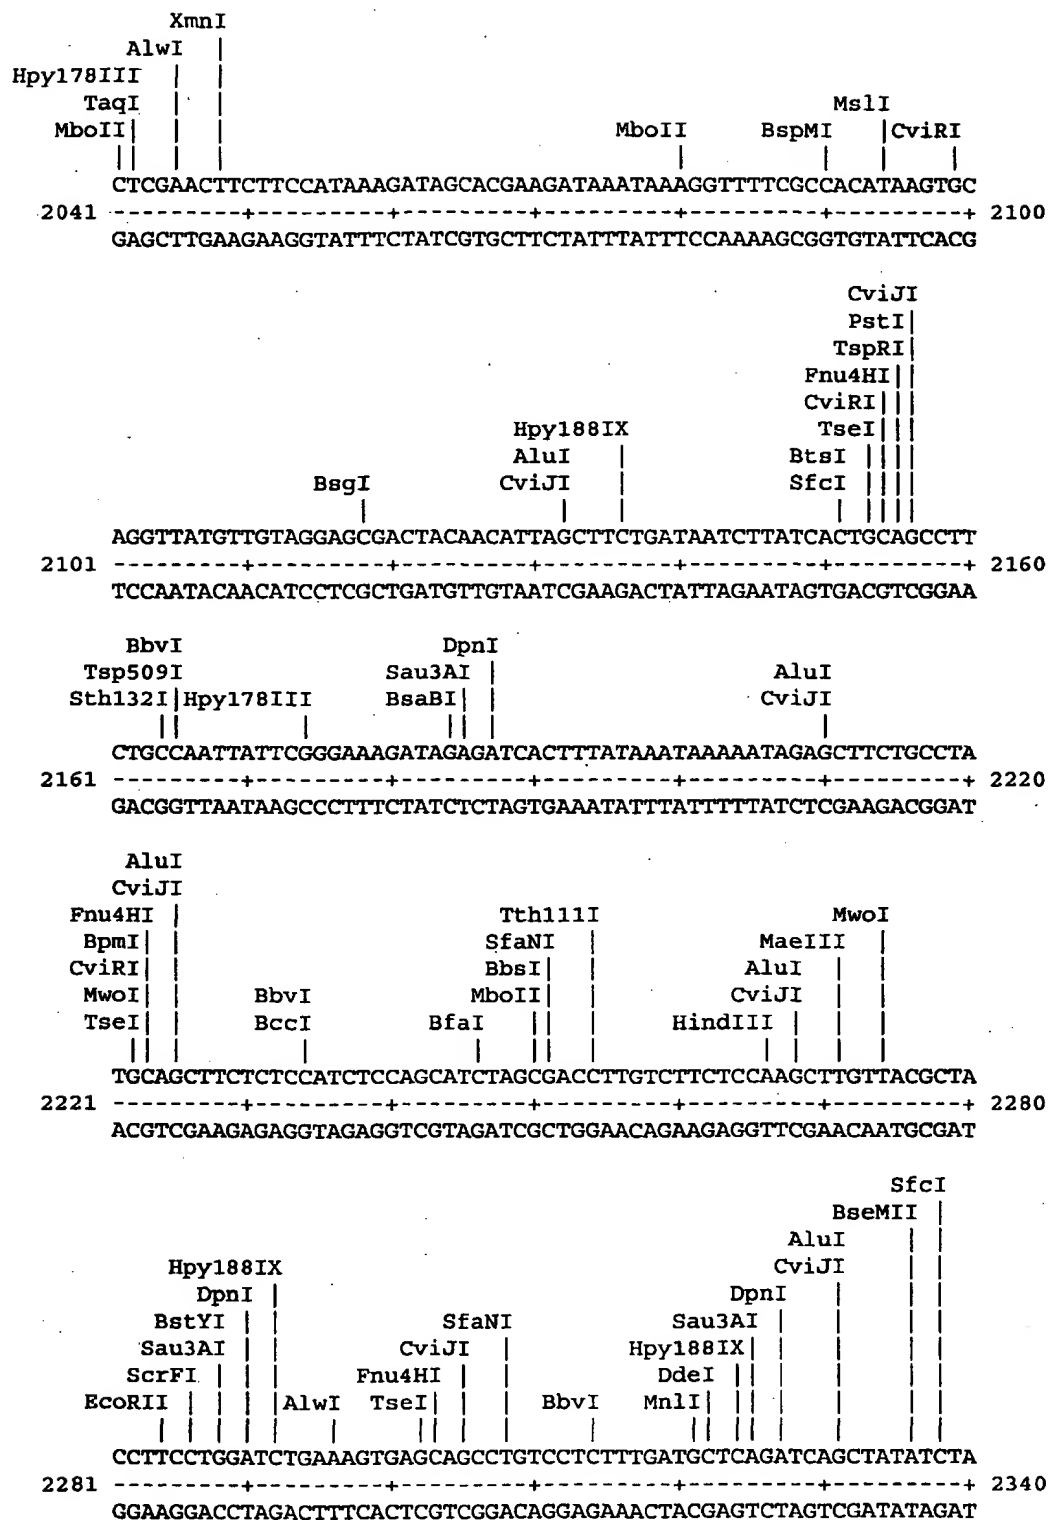 XmnI
AlwI
Hpy178III
TaqI
MslI
MboII
MboII
BspMI
CviRI
CTCGAACTTCTTCCATAAAGATAGCACGAAGATAAATAAAGGTTTTCGCCACATAAGTGC
2041 ---------+---------+---------+---------+---------+---------+ 2100
GAGCTTGAAGAAGGTATTTCTATCGTGCTTCTATTTATTTCCAAAAGCGGTGTATTCACG
CviJI
PstI
TspRI
Fnu4HI
CviRI
Hpy188IX
TseI
AluI
BtsI
BsgI
CviJI
SfcI
AGGTTATGTTGTAGGAGCGACTACAACATTAGCTTCTGATAATCTTATCACTGCAGCCTT
2101 ---------+---------+---------+---------+---------+---------+ 2160
TCCAATACAACATCCTCGCTGATGTTGTAATCGAAGACTATTAGAATAGTGACGTCGGAA
BbvI
DpnI
Tsp509I
Sau3AI
AluI
Sth132I
Hpy178III
BsaBI
CviJI
CTGCCAATTATTCGGGAAAGATAGAGATCACTTTATAAATAAAAATAGAGCTTCTGCCTA
2161 ---------+---------+---------+---------+---------+---------+ 2220
GACGGTTAATAAGCCCTTTCTATCTCTAGTGAAATATTTATTTTTATCTCGAAGACGGAT
AluI
CviJI
Fnu4HI
Tth111I
MwoI
BpmI
SfaNI
MaeIII
CviRI
BbsI
AluI
MwoI
BbvI
MboII
CviJI
TseI
BccI
BfaI
HindIII
TGCAGCTTCTCTCCATCTCCAGCATCTAGCGACCTTGTCTTCTCCAAGCTTGTTACGCTA
2221 ---------+---------+---------+---------+---------+---------+ 2280
ACGTCGAAGAGAGGTAGAGGTCGTAGATCGCTGGAACAGAAGAGGTTCGAACAATGCGAT
SfcI
BseMII
AluI
Hpy188IX
CviJI
DpnI
DpnI
BstYI
SfaNI
Sau3AI
Sau3AI
CviJI
Hpy188IX
ScrFI
Fnu4HI
DdeI
EcoRII
AlwI
TseI
BbvI
MnlI
CCTTCCTGGATCTGAAAGTGAGCAGCCTGTCCTCTTTGATGCTCAGATCAGCTATATCTA
2281 ---------+---------+---------+---------+---------+---------+ 2340
GGAAGGACCTAGACTTTCACTCGTCGGACAGGAGAAACTACGAGTCTAGTCGATATAGAT